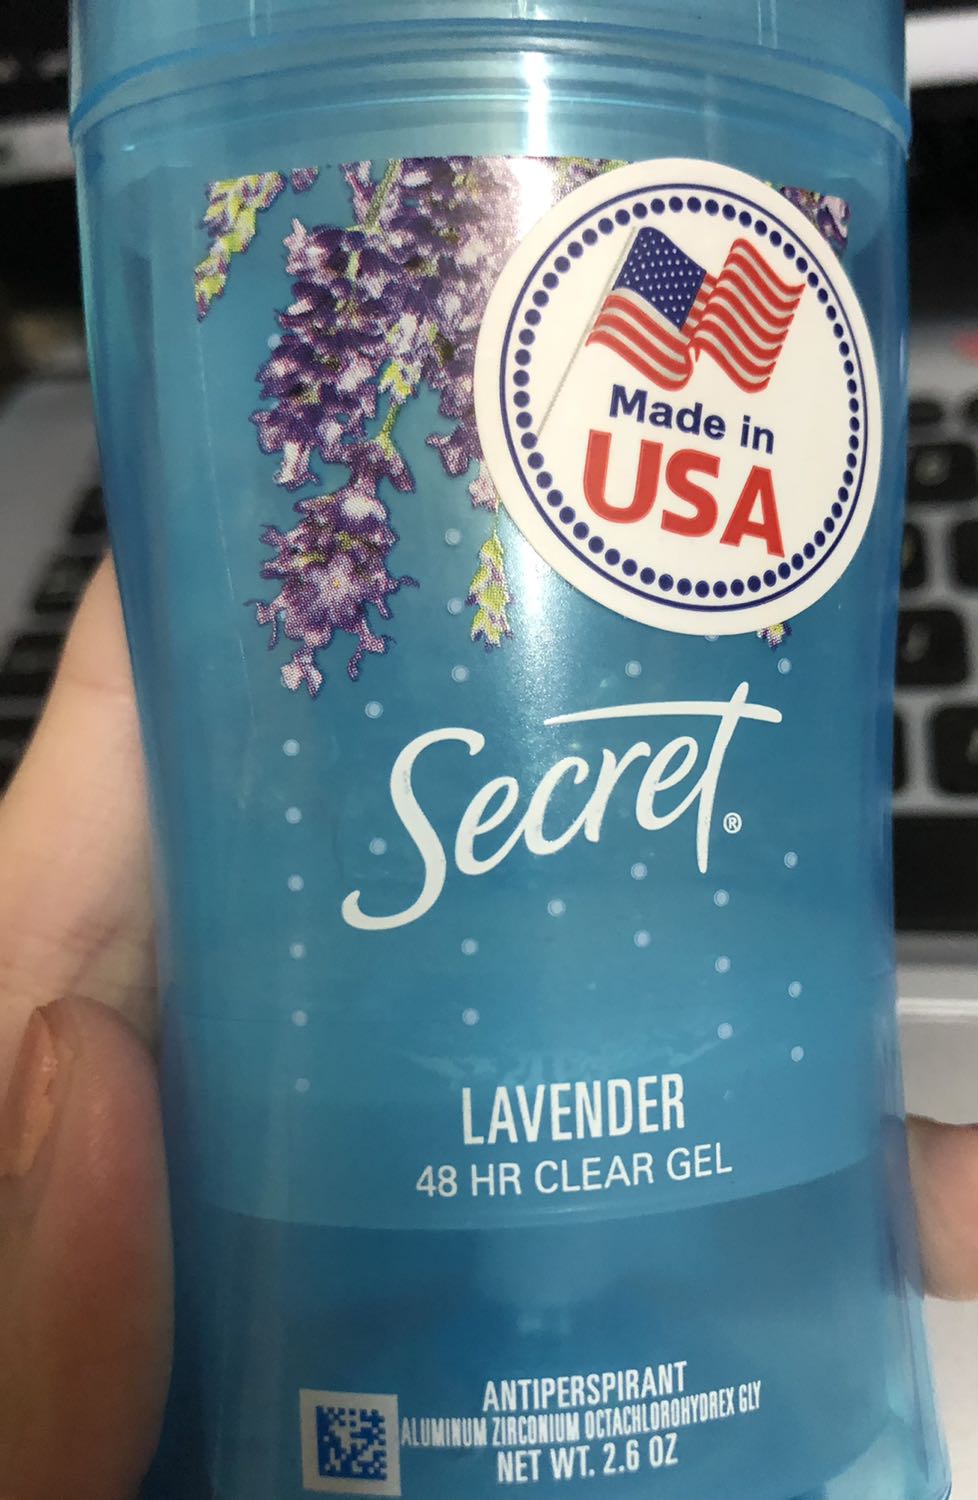 Made in
USA
Secret®
LAVENDER
48 HR CLEAR GEL
ANTIPERSPIRANT
ALUMINUM ZIRCONIUM OCTACHLOROHYDREX GLY
NET WT. 2.6 OZ